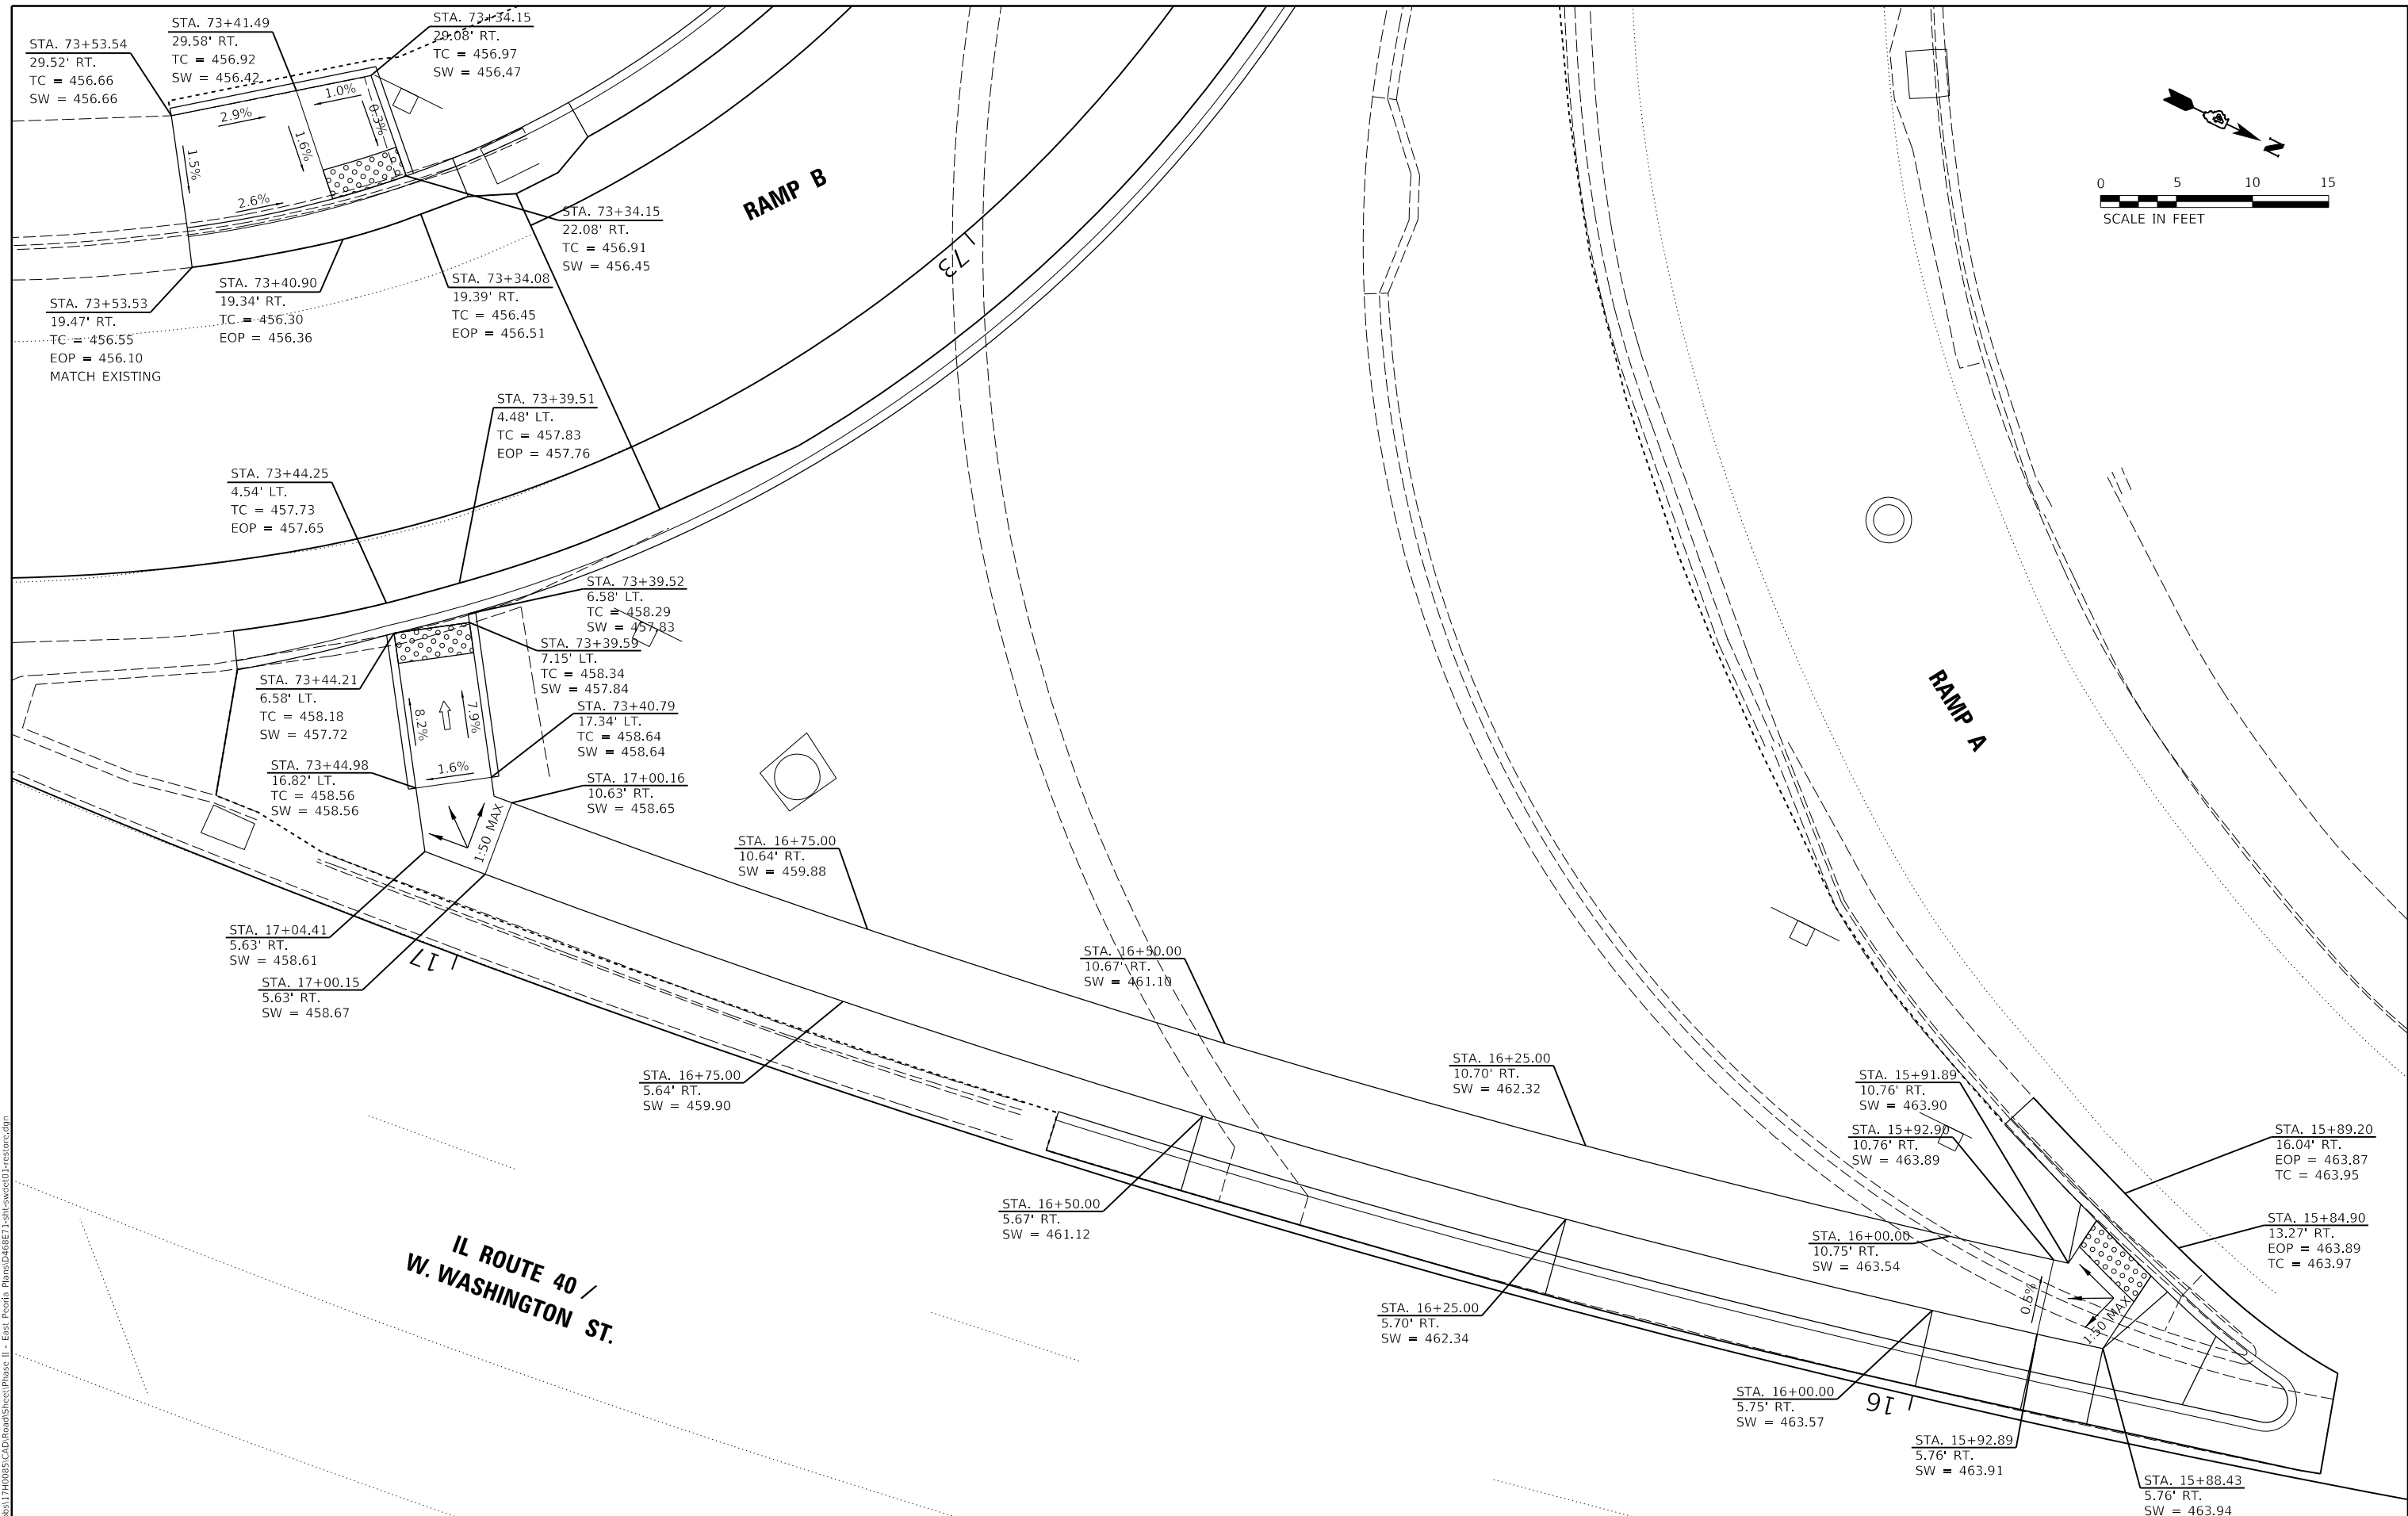 STA. 73+53.54
29.52' RT.
TC = 456.66
SW = 456.66
STA. 73+41.49
29.58' RT.
TC = 456.92
SW = 456.42
STA. 73+34.15
29.08' RT.
TC = 456.97
SW = 456.47
2.9%
1.0%
0.3%
1.6%
1.5%
2.6%
STA. 73+34.15
22.08' RT.
TC = 456.91
SW = 456.45
STA. 73+53.53
19.47' RT.
TC = 456.55
EOP = 456.10
MATCH EXISTING
STA. 73+40.90
19.34' RT.
TC = 456.30
EOP = 456.36
STA. 73+34.08
19.39' RT.
TC = 456.45
EOP = 456.51
RAMP B
73
N
0 5 10 15
SCALE IN FEET
STA. 73+39.51
4.48' LT.
TC = 457.83
EOP = 457.76
STA. 73+44.25
4.54' LT.
TC = 457.73
EOP = 457.65
STA. 73+39.52
6.58' LT.
TC = 458.29
SW = 457.83
STA. 73+39.59
7.15' LT.
TC = 458.34
SW = 457.84
STA. 73+44.21
6.58' LT.
TC = 458.18
SW = 457.72
8.2%
7.9%
STA. 73+40.79
17.34' LT.
TC = 458.64
SW = 458.64
STA. 73+44.98
16.82' LT.
TC = 458.56
SW = 458.56
1.6%
STA. 17+00.16
10.63' RT.
SW = 458.65
1:50 MAX
RAMP A
STA. 16+75.00
10.64' RT.
SW = 459.88
STA. 17+04.41
5.63' RT.
SW = 458.61
17
STA. 17+00.15
5.63' RT.
SW = 458.67
STA. 16+50.00
10.67' RT.
SW = 461.10
STA. 16+75.00
5.64' RT.
SW = 459.90
STA. 16+25.00
10.70' RT.
SW = 462.32
STA. 15+91.89
10.76' RT.
SW = 463.90
STA. 15+92.90
10.76' RT.
SW = 463.89
STA. 15+89.20
16.04' RT.
EOP = 463.87
TC = 463.95
STA. 15+84.90
13.27' RT.
EOP = 463.89
TC = 463.97
STA. 16+50.00
5.67' RT.
SW = 461.12
STA. 16+00.00
10.75' RT.
SW = 463.54
0.5%
1:50 MAX
STA. 16+25.00
5.70' RT.
SW = 462.34
STA. 16+00.00
5.75' RT.
SW = 463.57
16
STA. 15+92.89
5.76' RT.
SW = 463.91
STA. 15+88.43
5.76' RT.
SW = 463.94
IL ROUTE 40 /
W. WASHINGTON ST.
obs\17H0085\CAD\Road\Sheet\Phase II - East Peoria Plans\D468E71-sht-swdet01-restore.dgn